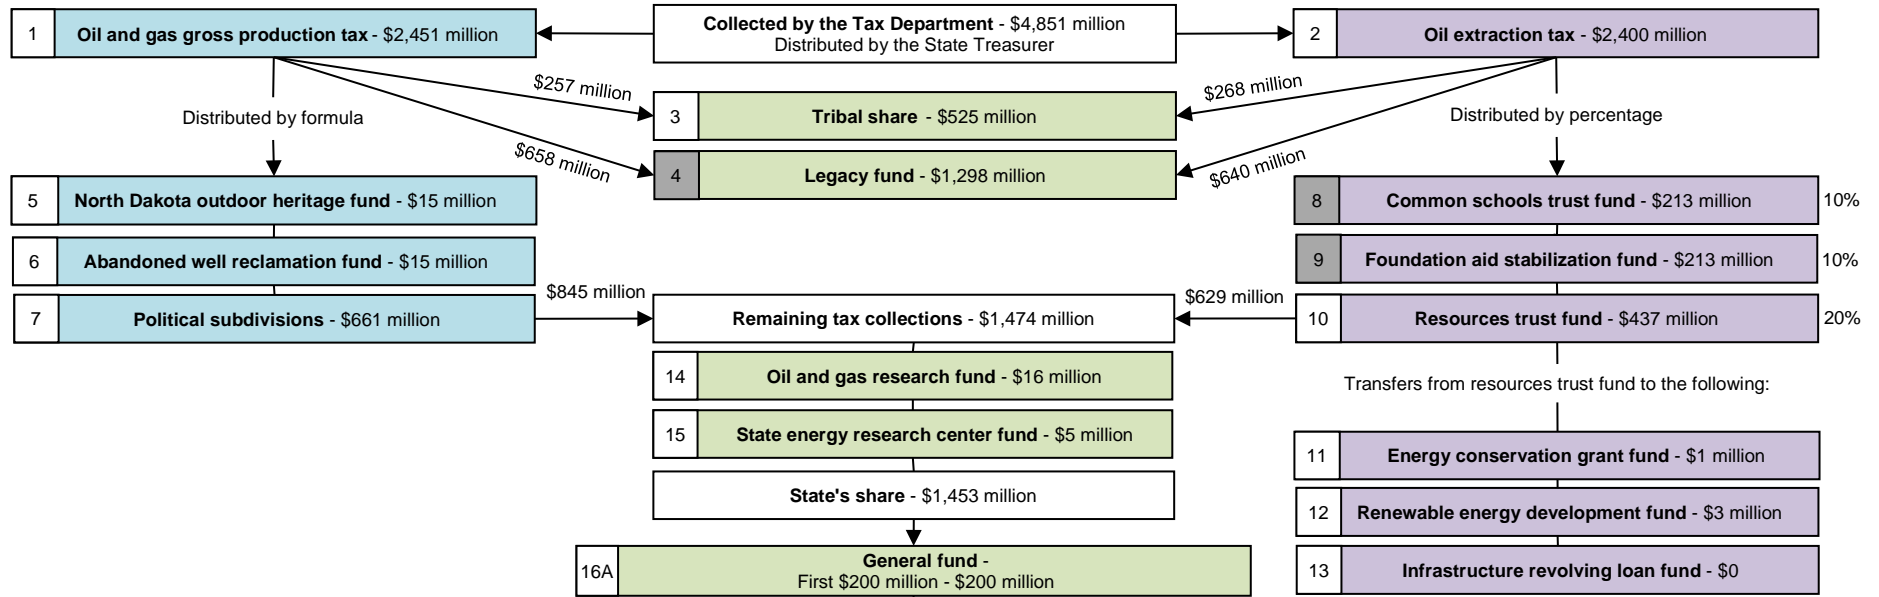 1 Oil and gas gross production tax - $2,451 million
Collected by the Tax Department - $4,851 million
Distributed by the State Treasurer
2 Oil extraction tax - $2,400 million
$257 million
$268 million
3 Tribal share - $525 million
Distributed by formula
Distributed by percentage
$658 million
$640 million
4 Legacy fund - $1,298 million
5 North Dakota outdoor heritage fund - $15 million
8 Common schools trust fund - $213 million 10%
6 Abandoned well reclamation fund - $15 million
9 Foundation aid stabilization fund - $213 million 10%
$845 million
$629 million
7 Political subdivisions - $661 million
Remaining tax collections - $1,474 million
10 Resources trust fund - $437 million 20%
14 Oil and gas research fund - $16 million
Transfers from resources trust fund to the following:
15 State energy research center fund - $5 million
11 Energy conservation grant fund - $1 million
State's share - $1,453 million
12 Renewable energy development fund - $3 million
16A General fund -
First $200 million - $200 million
13 Infrastructure revolving loan fund - $0